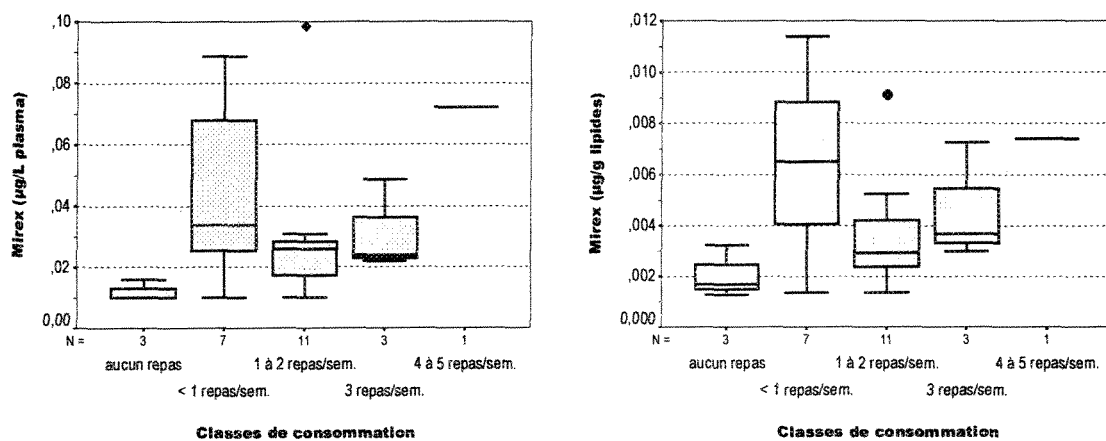 Mirex (µg/L plasma)
,10
,08
,06
,04
,02
0,00
N = 3 7 11 3 1
aucun repas 1 à 2 repas/sem. 4 à 5 repas/sem.
< 1 repas/sem. 3 repas/sem.
Classes de consommation
Mirex (µg/g lipides)
,012
,010
,008
,006
,004
,002
0,000
N = 3 7 11 3 1
aucun repas 1 à 2 repas/sem. 4 à 5 repas/sem.
< 1 repas/sem. 3 repas/sem.
Classes de consommation